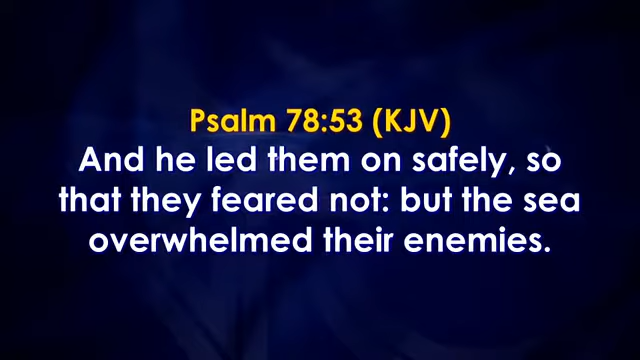 Psalm 78:53 (KJV)
And he led them on safely, so
that they feared not: but the sea
overwhelmed their enemies.